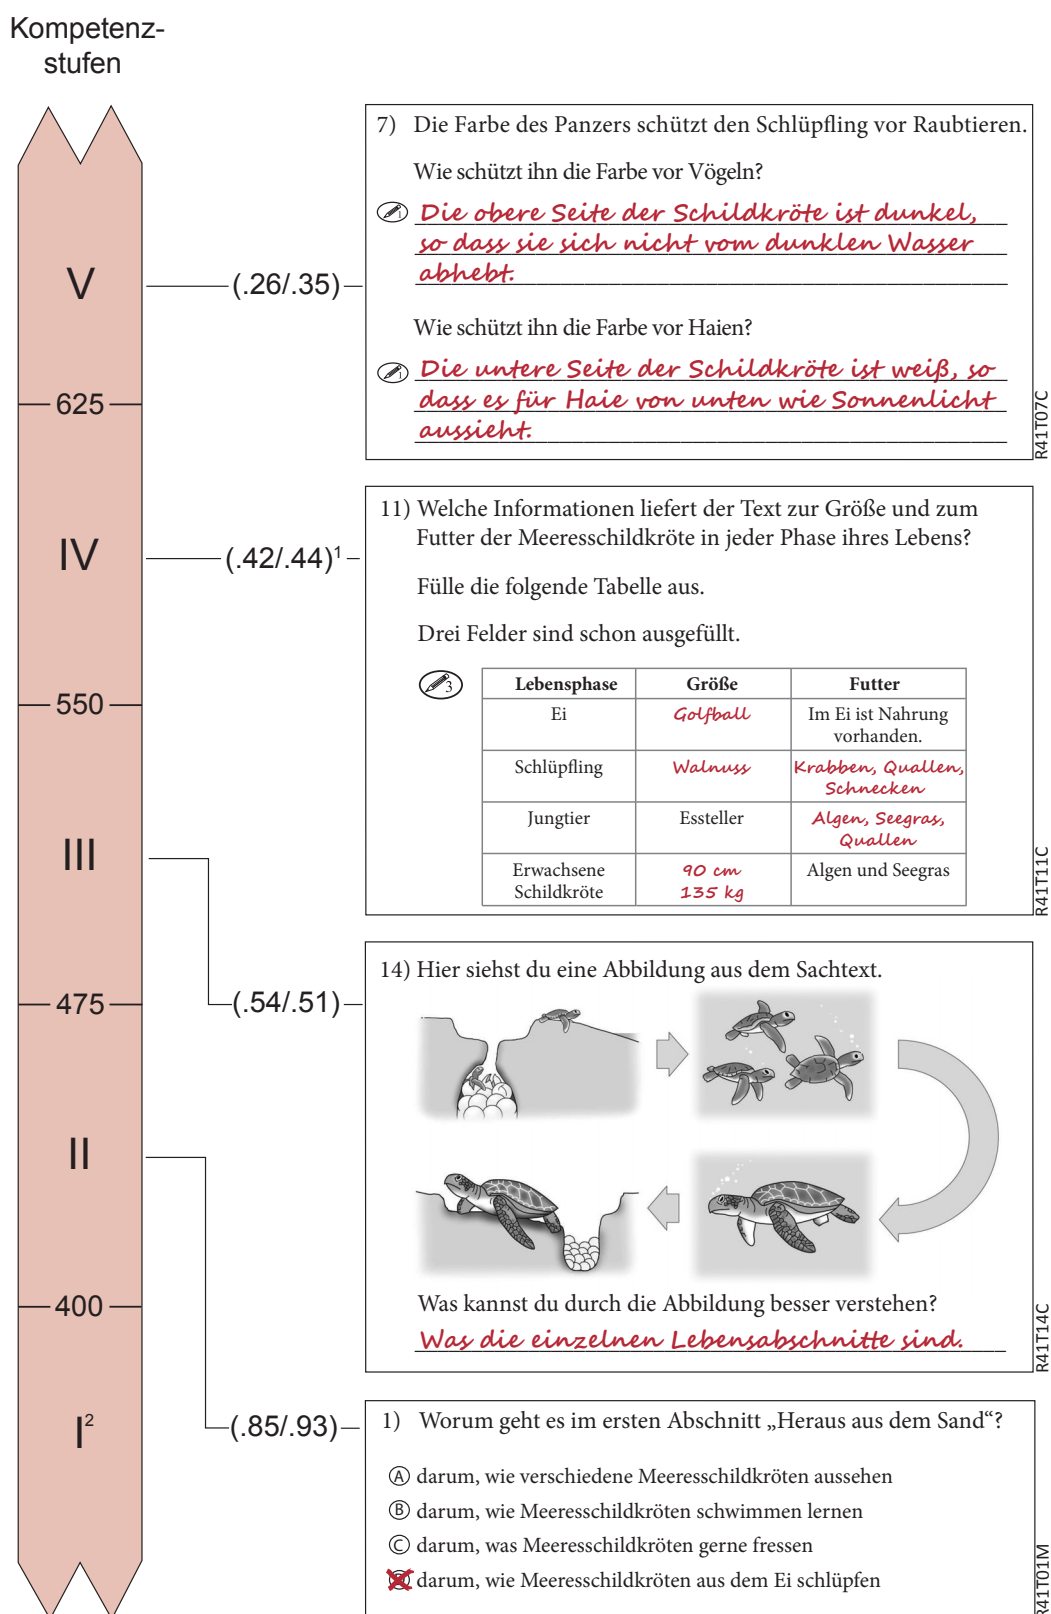 Kompetenz-
stufen
V
625
IV
550
III
475
II
400
I²
(.26/.35)
7) Die Farbe des Panzers schützt den Schlüpfling vor Raubtieren.
Wie schützt ihn die Farbe vor Vögeln?
1
Die obere Seite der Schildkröte ist dunkel,
so dass sie sich nicht vom dunklen Wasser
abhebt.
Wie schützt ihn die Farbe vor Haien?
1
Die untere Seite der Schildkröte ist weiß, so
dass es für Haie von unten wie Sonnenlicht
aussieht.
R41T07C
(.42/.44)¹
11) Welche Informationen liefert der Text zur Größe und zum
Futter der Meeresschildkröte in jeder Phase ihres Lebens?
Fülle die folgende Tabelle aus.
Drei Felder sind schon ausgefüllt.
3
Lebensphase Größe Futter
Ei Golfball Im Ei ist Nahrung
vorhanden.
Schlüpfling Walnuss Krabben, Quallen,
Schnecken
Jungtier Essteller Algen, Seegras,
Quallen
Erwachsene 90 cm Algen und Seegras
Schildkröte 135 kg
R41T11C
(.54/.51)
14) Hier siehst du eine Abbildung aus dem Sachtext.
Was kannst du durch die Abbildung besser verstehen?
Was die einzelnen Lebensabschnitte sind.
R41T14C
(.85/.93)
1) Worum geht es im ersten Abschnitt „Heraus aus dem Sand“?
A darum, wie verschiedene Meeresschildkröten aussehen
B darum, wie Meeresschildkröten schwimmen lernen
C darum, was Meeresschildkröten gerne fressen
darum, wie Meeresschildkröten aus dem Ei schlüpfen
R41T01M